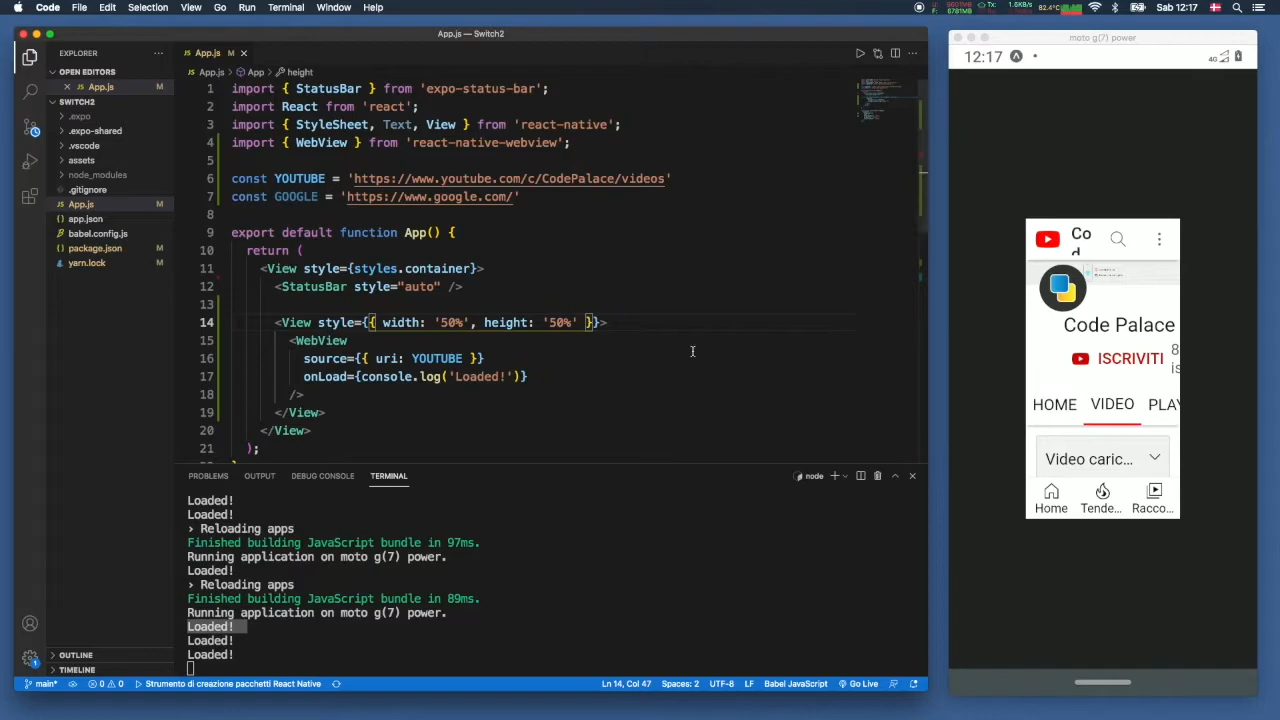 Code File Edit Selection View Go Run Terminal Window Help
82.4°C Sab 12:17
App.js — Switch2
moto g(7) power
EXPLORER
App.js M
12:17
4G
OPEN EDITORS
App.js M
App.js > App > height
SWITCH2
.expo
.expo-shared
.vscode
assets
node_modules
.gitignore
App.js M
app.json
babel.config.js
package.json M
yarn.lock M
1 import { StatusBar } from 'expo-status-bar';
2 import React from 'react';
3 import { StyleSheet, Text, View } from 'react-native';
4 import { WebView } from 'react-native-webview';
5
6 const YOUTUBE = 'https://www.youtube.com/c/CodePalace/videos'
7 const GOOGLE = 'https://www.google.com/'
8
9 export default function App() {
10 return (
11 <View style={styles.container}>
12 <StatusBar style="auto" />
13
14 <View style={{ width: '50%', height: '50%' }}>
15 <WebView
16 source={{ uri: YOUTUBE }}
17 onLoad={console.log('Loaded!')}
18 />
19 </View>
20 </View>
21 );
Co
Code Palace
ISCRIVITI
HOME VIDEO PLAY
Video caric...
Home Tende... Racco...
PROBLEMS OUTPUT DEBUG CONSOLE TERMINAL
node
Loaded!
Loaded!
› Reloading apps
Finished building JavaScript bundle in 97ms.
Running application on moto g(7) power.
Loaded!
› Reloading apps
Finished building JavaScript bundle in 89ms.
Running application on moto g(7) power.
Loaded!
Loaded!
Loaded!
OUTLINE
TIMELINE
main* 0 0 Strumento di creazione pacchetti React Native
Ln 14, Col 47 Spaces: 2 UTF-8 LF Babel JavaScript Go Live